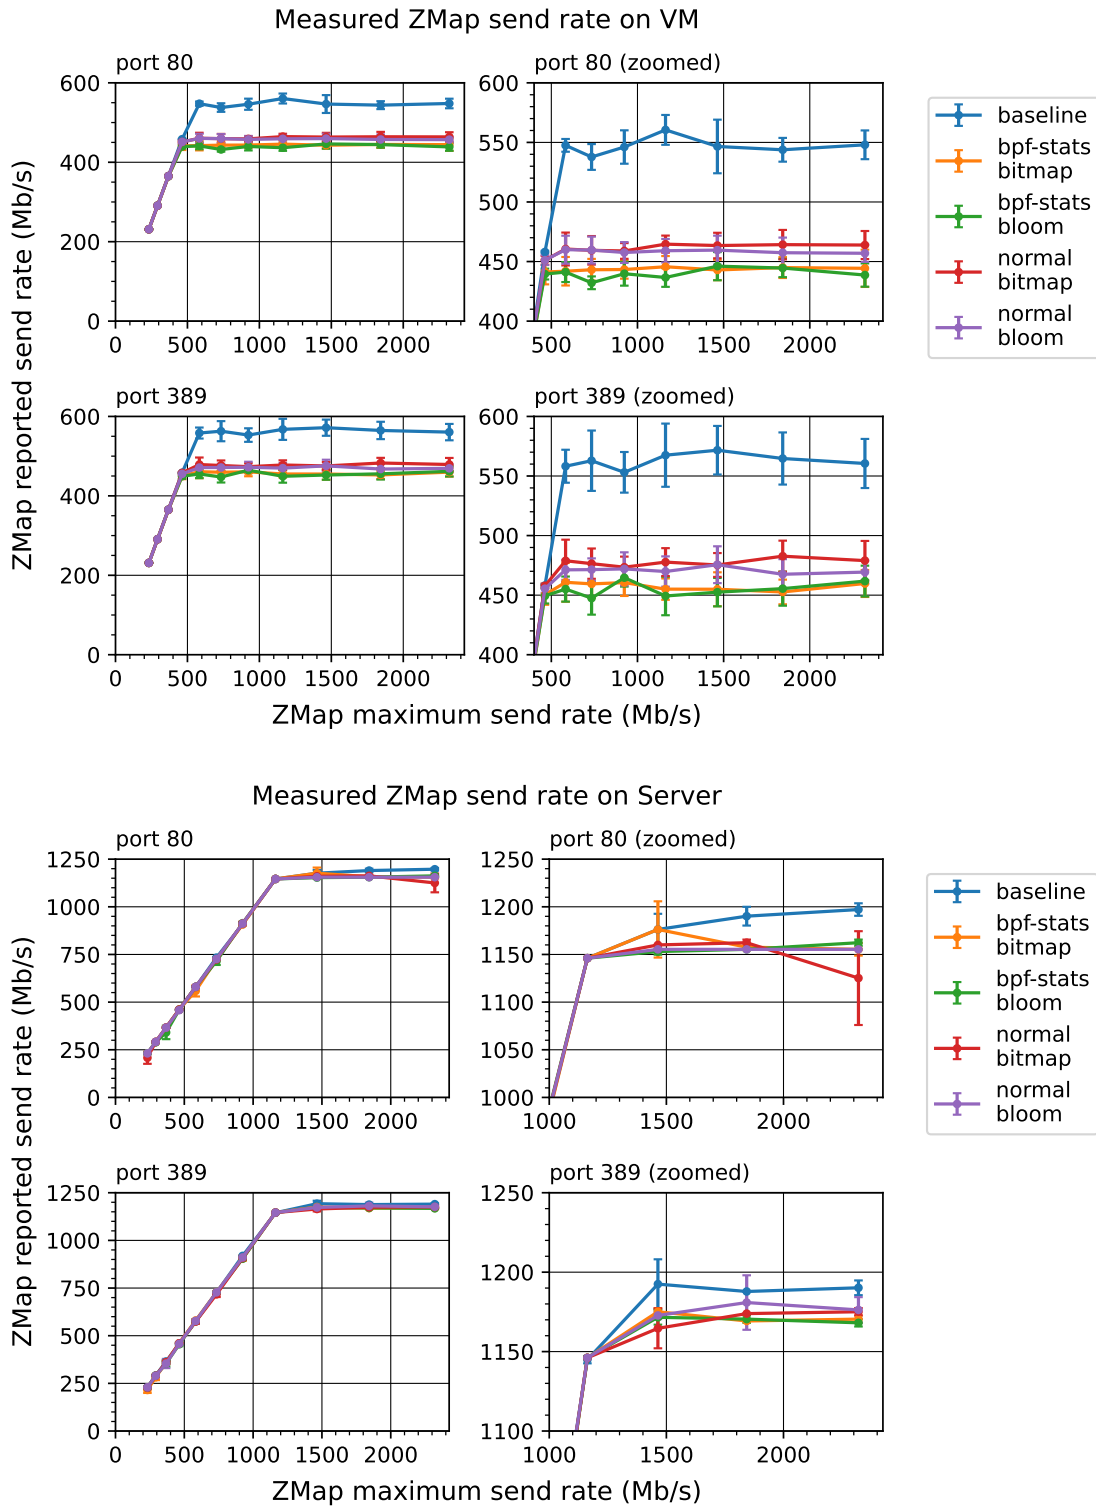 Measured ZMap send rate on VM
port 80
port 80 (zoomed)
600
400
200
0
0 500 1000 1500 2000
600
550
500
450
400
500 1000 1500 2000
baseline
bpf-stats
bitmap
bpf-stats
bloom
normal
bitmap
normal
bloom
port 389
port 389 (zoomed)
600
400
200
0
0 500 1000 1500 2000
600
550
500
450
400
500 1000 1500 2000
ZMap reported send rate (Mb/s)
ZMap maximum send rate (Mb/s)
Measured ZMap send rate on Server
port 80
port 80 (zoomed)
1250
1000
750
500
250
0
0 500 1000 1500 2000
1250
1200
1150
1100
1050
1000
1000 1500 2000
baseline
bpf-stats
bitmap
bpf-stats
bloom
normal
bitmap
normal
bloom
port 389
port 389 (zoomed)
1250
1000
750
500
250
0
0 500 1000 1500 2000
1250
1200
1150
1100
1000 1500 2000
ZMap reported send rate (Mb/s)
ZMap maximum send rate (Mb/s)